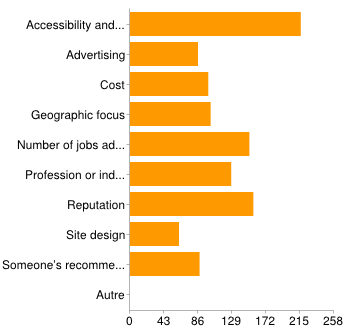 Accessibility and...
Advertising
Cost
Geographic focus
Number of jobs ad...
Profession or ind...
Reputation
Site design
Someone's recomme...
Autre
0 43 86 129 172 215 258